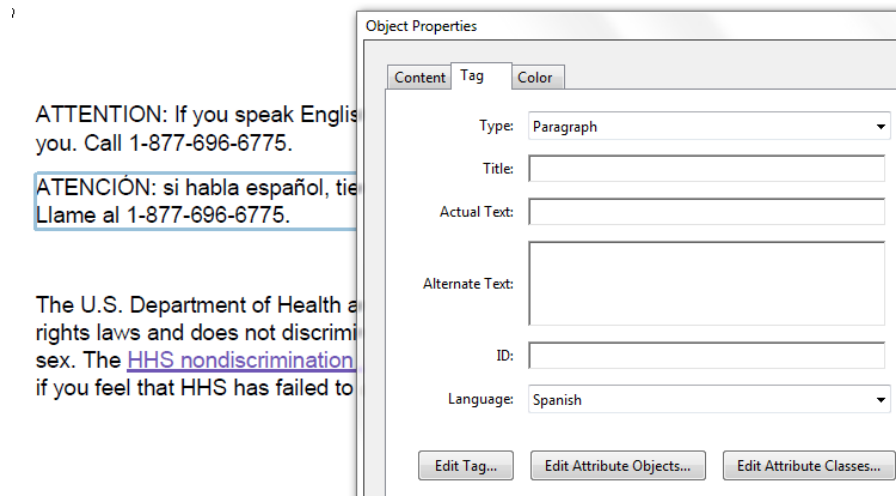 ATTENTION: If you speak Englis
you. Call 1-877-696-6775.
ATENCIÓN: si habla español, tie
Llame al 1-877-696-6775.
The U.S. Department of Health a
rights laws and does not discrimi
sex. The HHS nondiscrimination
if you feel that HHS has failed to
Object Properties
Content Tag Color
Type: Paragraph
Title:
Actual Text:
Alternate Text:
ID:
Language: Spanish
Edit Tag... Edit Attribute Objects... Edit Attribute Classes...